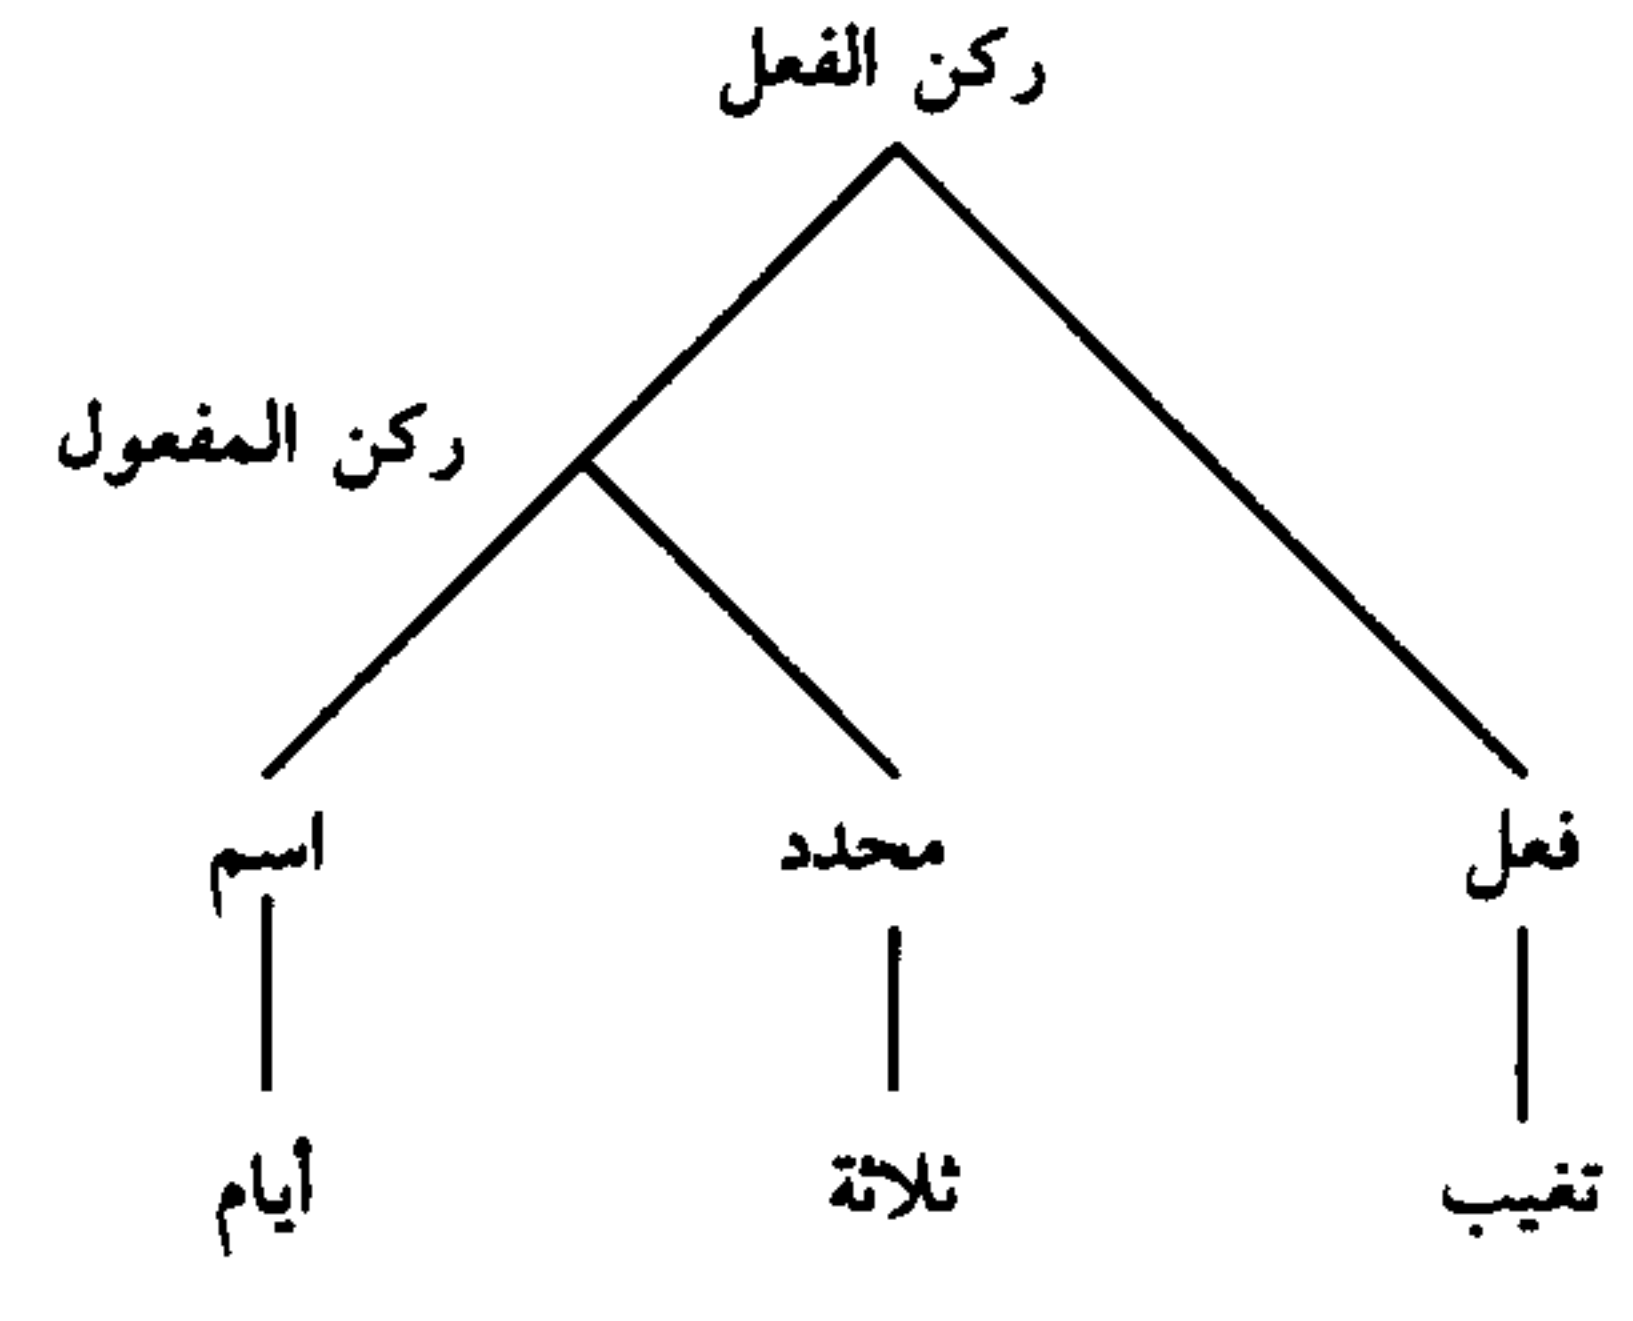 ركن الفعل
ركن المفعول
فعل
محدد
اسم
تغيب
ثلاثة
أيام